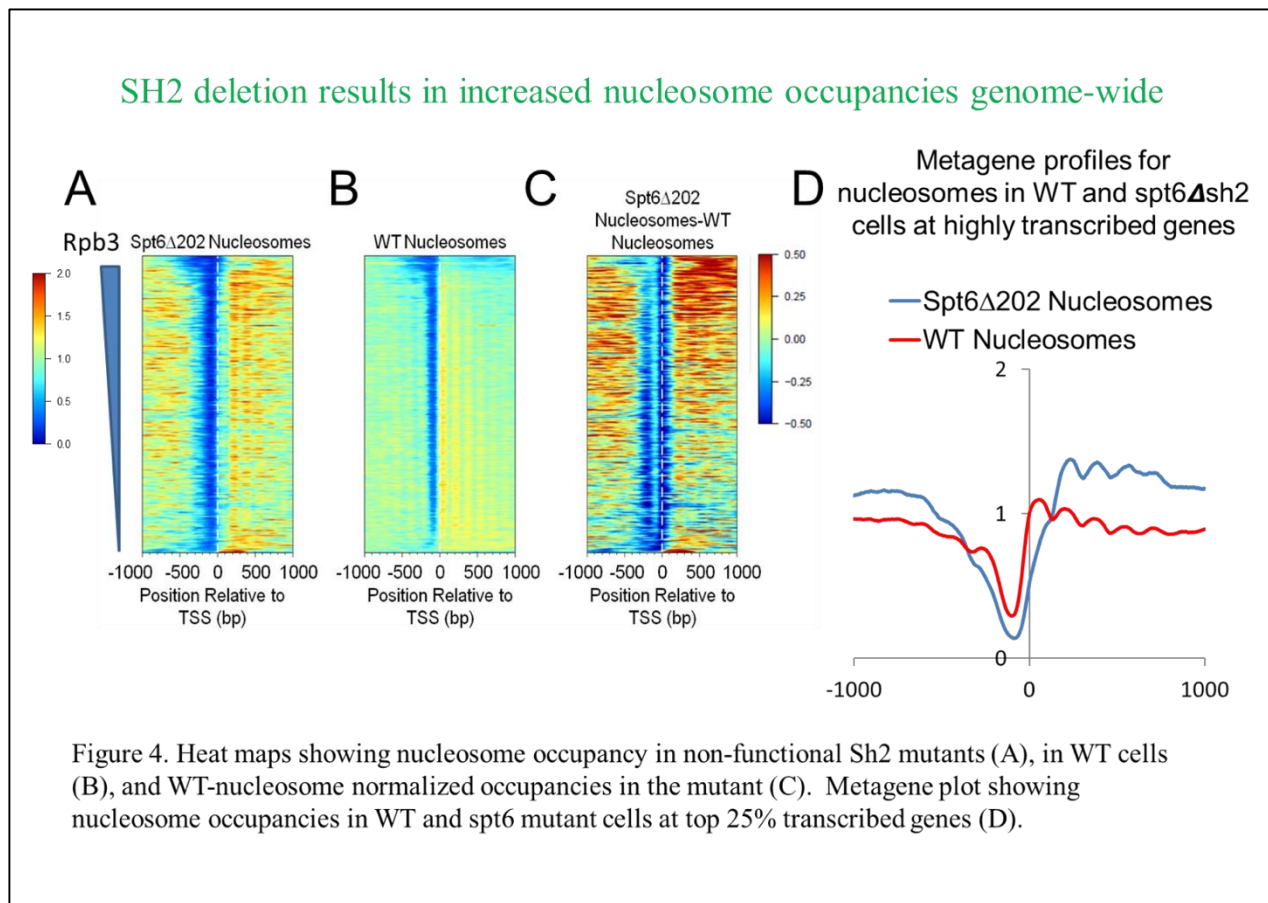 SH2 deletion results in increased nucleosome occupancies genome-wide
A
Rpb3
Spt6Δ202 Nucleosomes
2.0
1.5
1.0
0.5
0.0
-1000 -500 0 500 1000
Position Relative to
TSS (bp)
B
WT Nucleosomes
-1000 -500 0 500 1000
Position Relative to
TSS (bp)
C
Spt6Δ202
Nucleosomes-WT
Nucleosomes
0.50
0.25
0.00
−0.25
−0.50
-1000 -500 0 500 1000
Position Relative to
TSS (bp)
D
Metagene profiles for
nucleosomes in WT and spt6Δsh2
cells at highly transcribed genes
Spt6Δ202 Nucleosomes
WT Nucleosomes
2
1
0
-1000 0 1000
Figure 4. Heat maps showing nucleosome occupancy in non-functional Sh2 mutants (A), in WT cells
(B), and WT-nucleosome normalized occupancies in the mutant (C).  Metagene plot showing
nucleosome occupancies in WT and spt6 mutant cells at top 25% transcribed genes (D).